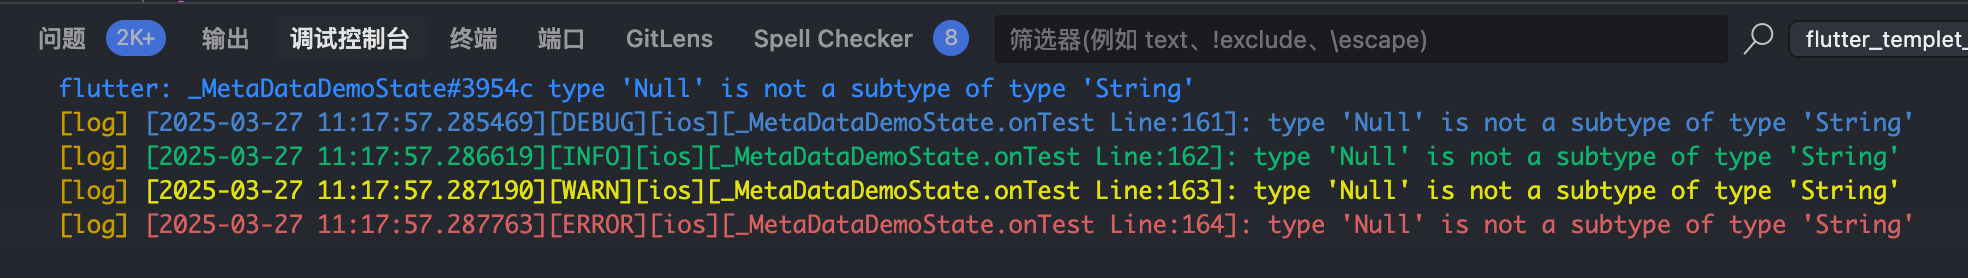 问题 2K+ 输出 调试控制台 终端 端口 GitLens Spell Checker 8 筛选器(例如 text、!exclude、\escape) flutter_templet_
flutter: _MetaDataDemoState#3954c type 'Null' is not a subtype of type 'String'
[log] [2025-03-27 11:17:57.285469][DEBUG][ios][_MetaDataDemoState.onTest Line:161]: type 'Null' is not a subtype of type 'String'
[log] [2025-03-27 11:17:57.286619][INFO][ios][_MetaDataDemoState.onTest Line:162]: type 'Null' is not a subtype of type 'String'
[log] [2025-03-27 11:17:57.287190][WARN][ios][_MetaDataDemoState.onTest Line:163]: type 'Null' is not a subtype of type 'String'
[log] [2025-03-27 11:17:57.287763][ERROR][ios][_MetaDataDemoState.onTest Line:164]: type 'Null' is not a subtype of type 'String'